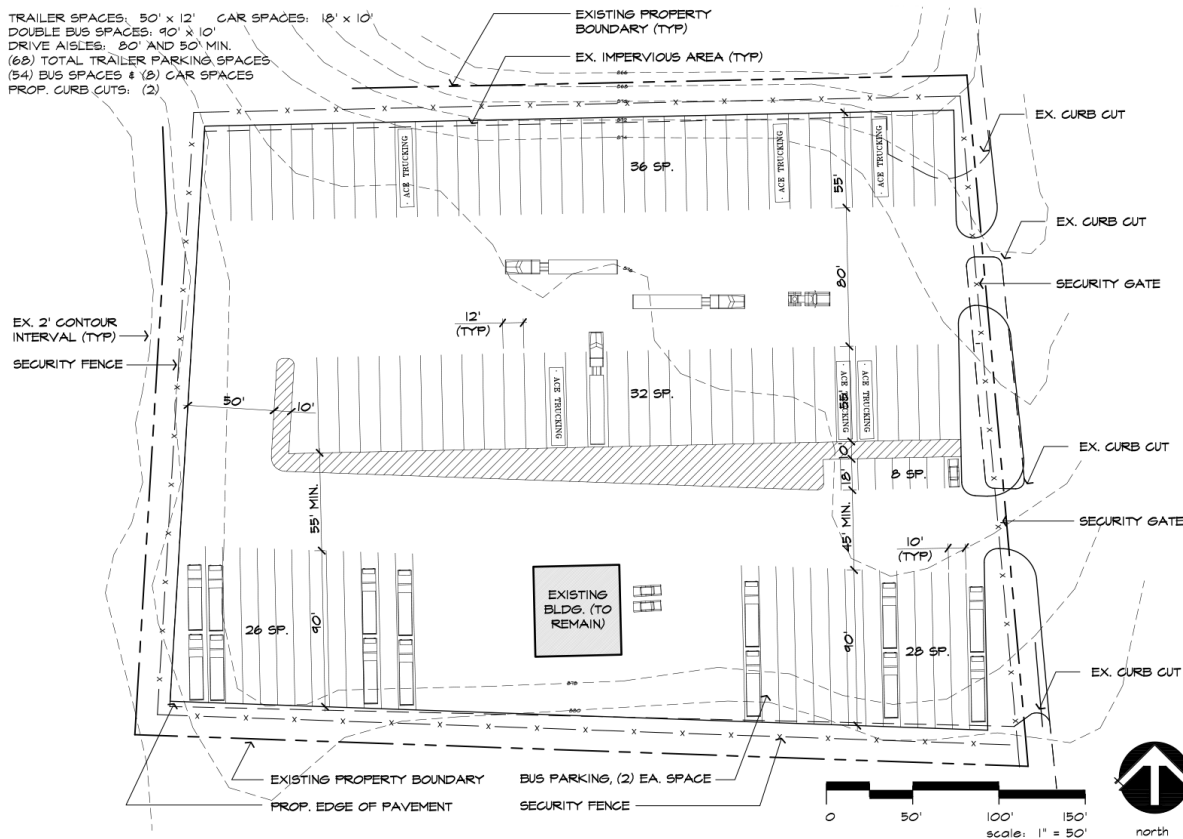 TRAILER SPACES: 50' x 12' CAR SPACES: 18' x 10'
DOUBLE BUS SPACES: 90' x 10'
DRIVE AISLES: 80' AND 50' MIN.
(68) TOTAL TRAILER PARKING SPACES
(54) BUS SPACES & (8) CAR SPACES
PROP. CURB CUTS: (2)
EXISTING PROPERTY
BOUNDARY (TYP)
EX. IMPERVIOUS AREA (TYP)
EX. CURB CUT
ACE TRUCKING
ACE TRUCKING
ACE TRUCKING
36 SP.
55'
EX. CURB CUT
SECURITY GATE
80'
12'
(TYP)
EX. 2' CONTOUR
INTERVAL (TYP)
SECURITY FENCE
50'
10'
ACE TRUCKING
32 SP.
ACE TRUCKING
55'
ACE TRUCKING
10'
18'
8 SP.
EX. CURB CUT
55' MIN.
45' MIN.
10'
(TYP)
SECURITY GATE
EXISTING
BLDG. (TO
REMAIN)
26 SP.
90'
90'
28 SP.
EX. CURB CUT
878
880
EXISTING PROPERTY BOUNDARY
PROP. EDGE OF PAVEMENT
BUS PARKING, (2) EA. SPACE
SECURITY FENCE
0 50' 100' 150'
scale: 1" = 50'
north